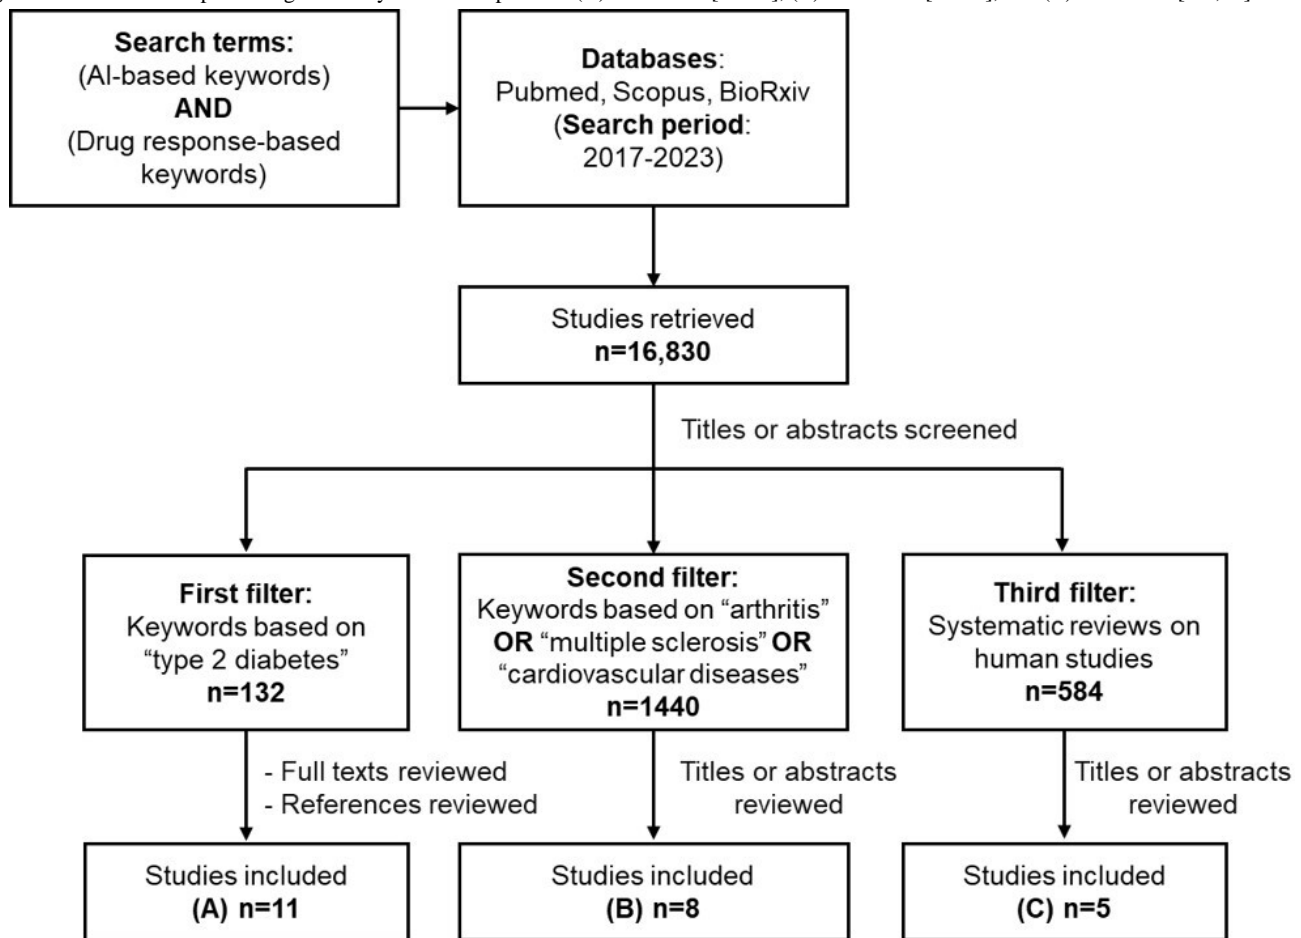 Search terms:
(AI-based keywords)
AND
(Drug response-based
keywords)
Databases:
Pubmed, Scopus, BioRxiv
(Search period:
2017-2023)
Studies retrieved
n=16,830
Titles or abstracts screened
First filter:
Keywords based on
“type 2 diabetes”
n=132
Second filter:
Keywords based on “arthritis”
OR “multiple sclerosis” OR
“cardiovascular diseases”
n=1440
Third filter:
Systematic reviews on
human studies
n=584
- Full texts reviewed
- References reviewed
Titles or abstracts
reviewed
Titles or abstracts
reviewed
Studies included
(A) n=11
Studies included
(B) n=8
Studies included
(C) n=5